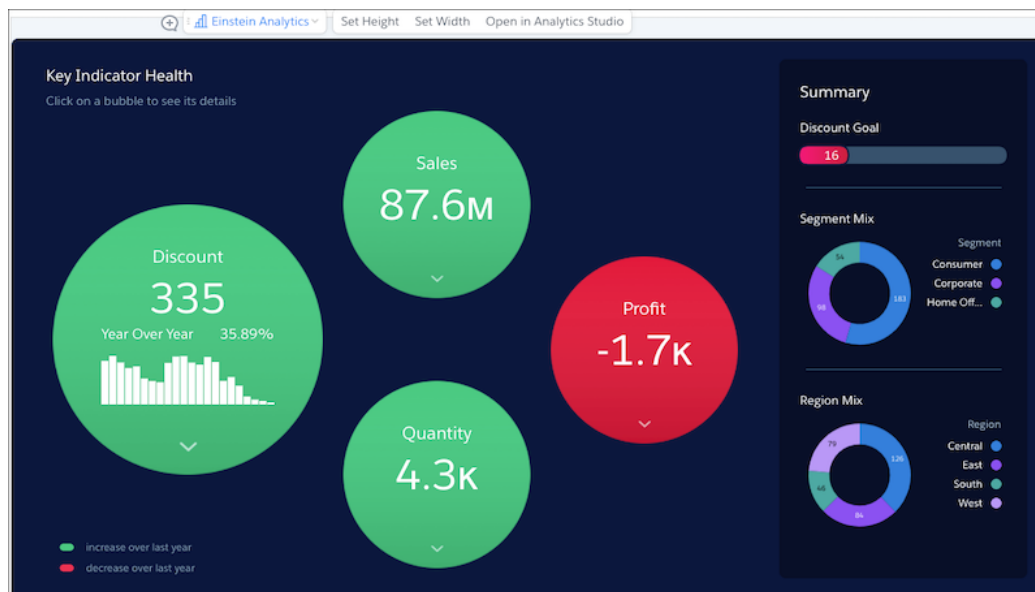 Einstein Analytics
Set Height Set Width Open in Analytics Studio
Key Indicator Health
Click on a bubble to see its details
Sales
87.6M
Discount
335
Year Over Year 35.89%
Profit
-1.7K
Quantity
4.3K
increase over last year
decrease over last year
Summary
Discount Goal
16
Segment Mix
Segment
Consumer
Corporate
Home Off...
54
183
98
Region Mix
Region
Central
East
South
West
79
126
46
84